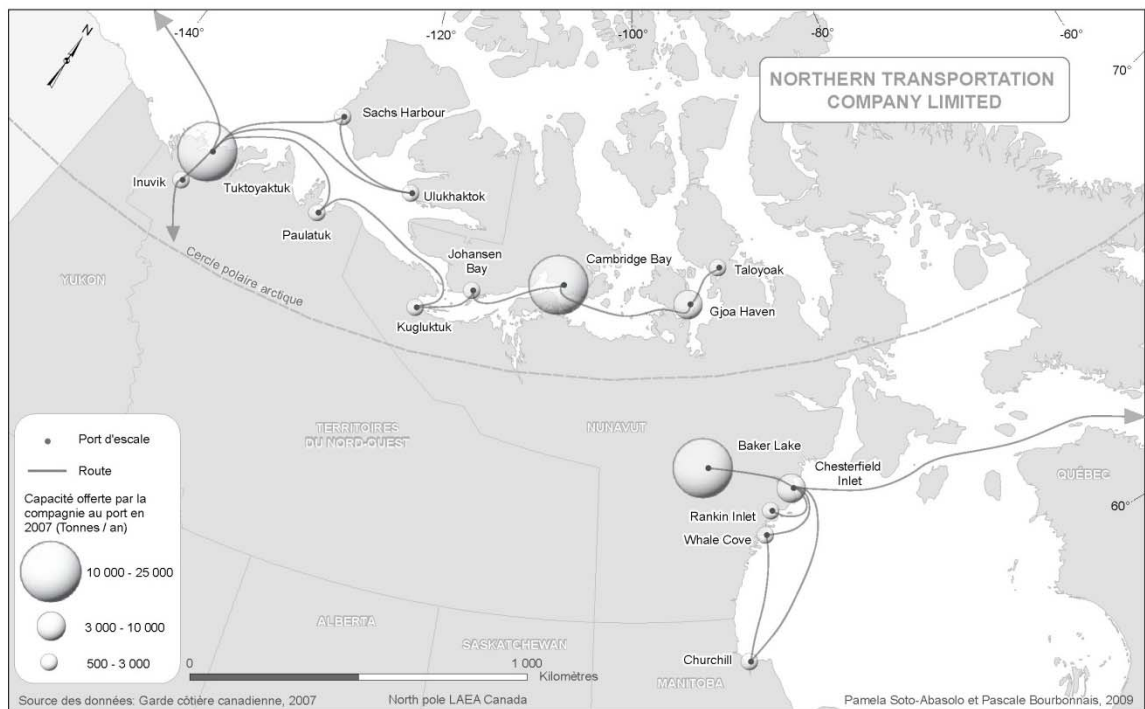 N
-140
-120
-100
-80
-60
70°
NORTHERN TRANSPORTATION
COMPANY LIMITED
Sachs Harbour
Inuvik
Tuktoyaktuk
Ulukhaktok
Paulatuk
Johansen
Bay
Cambridge Bay
Taloyoak
Cercle polaire arctique
YUKON
Gjoa Haven
Kugluktuk
TERRITOIRES
DU NORD-OUEST
NUNAVUT
Baker Lake
Chesterfield
Inlet
QUÉBEC
60°
Rankin Inlet
Whale Cove
Port d'escale
Route
Capacité offerte par la
compagnie au port en
2007 (Tonnes / an)
10 000 - 25 000
3 000 - 10 000
500 - 3 000
ALBERTA
SASKATCHEWAN
MANITOBA
Churchill
0
1 000
Kilomètres
Source des données: Garde côtière canadienne, 2007
North pole LAEA Canada
Pamela Soto-Abasolo et Pascale Bourbonnais, 2009